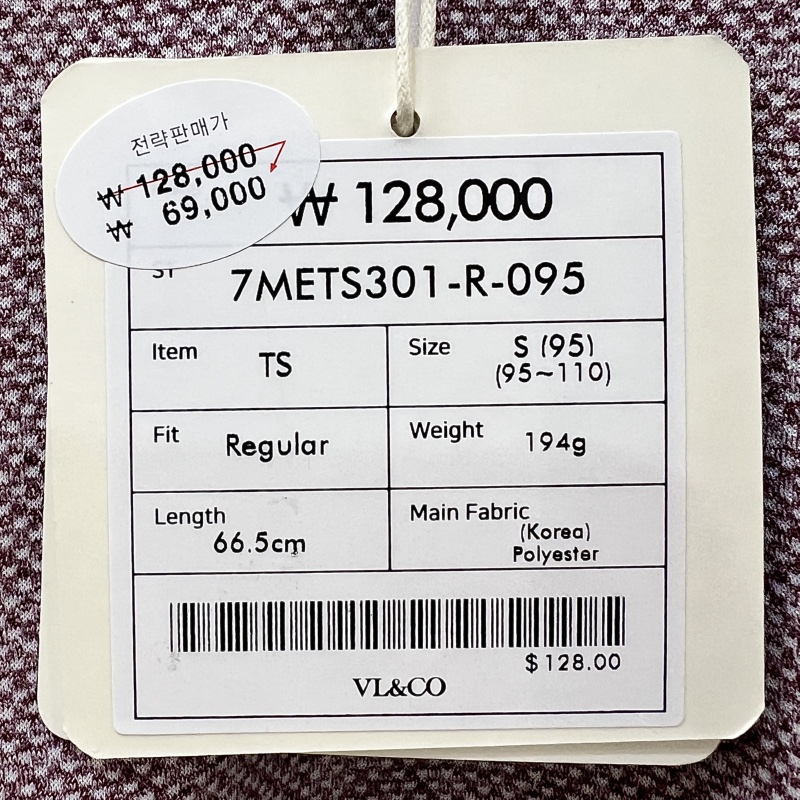 전략판매가
₩ 128,000
₩ 69,000
₩ 128,000
7METS301-R-095
Item TS
Size S (95)
(95~110)
Fit Regular
Weight 194g
Length
66.5cm
Main Fabric
(Korea)
Polyester
$128.00
VL&CO